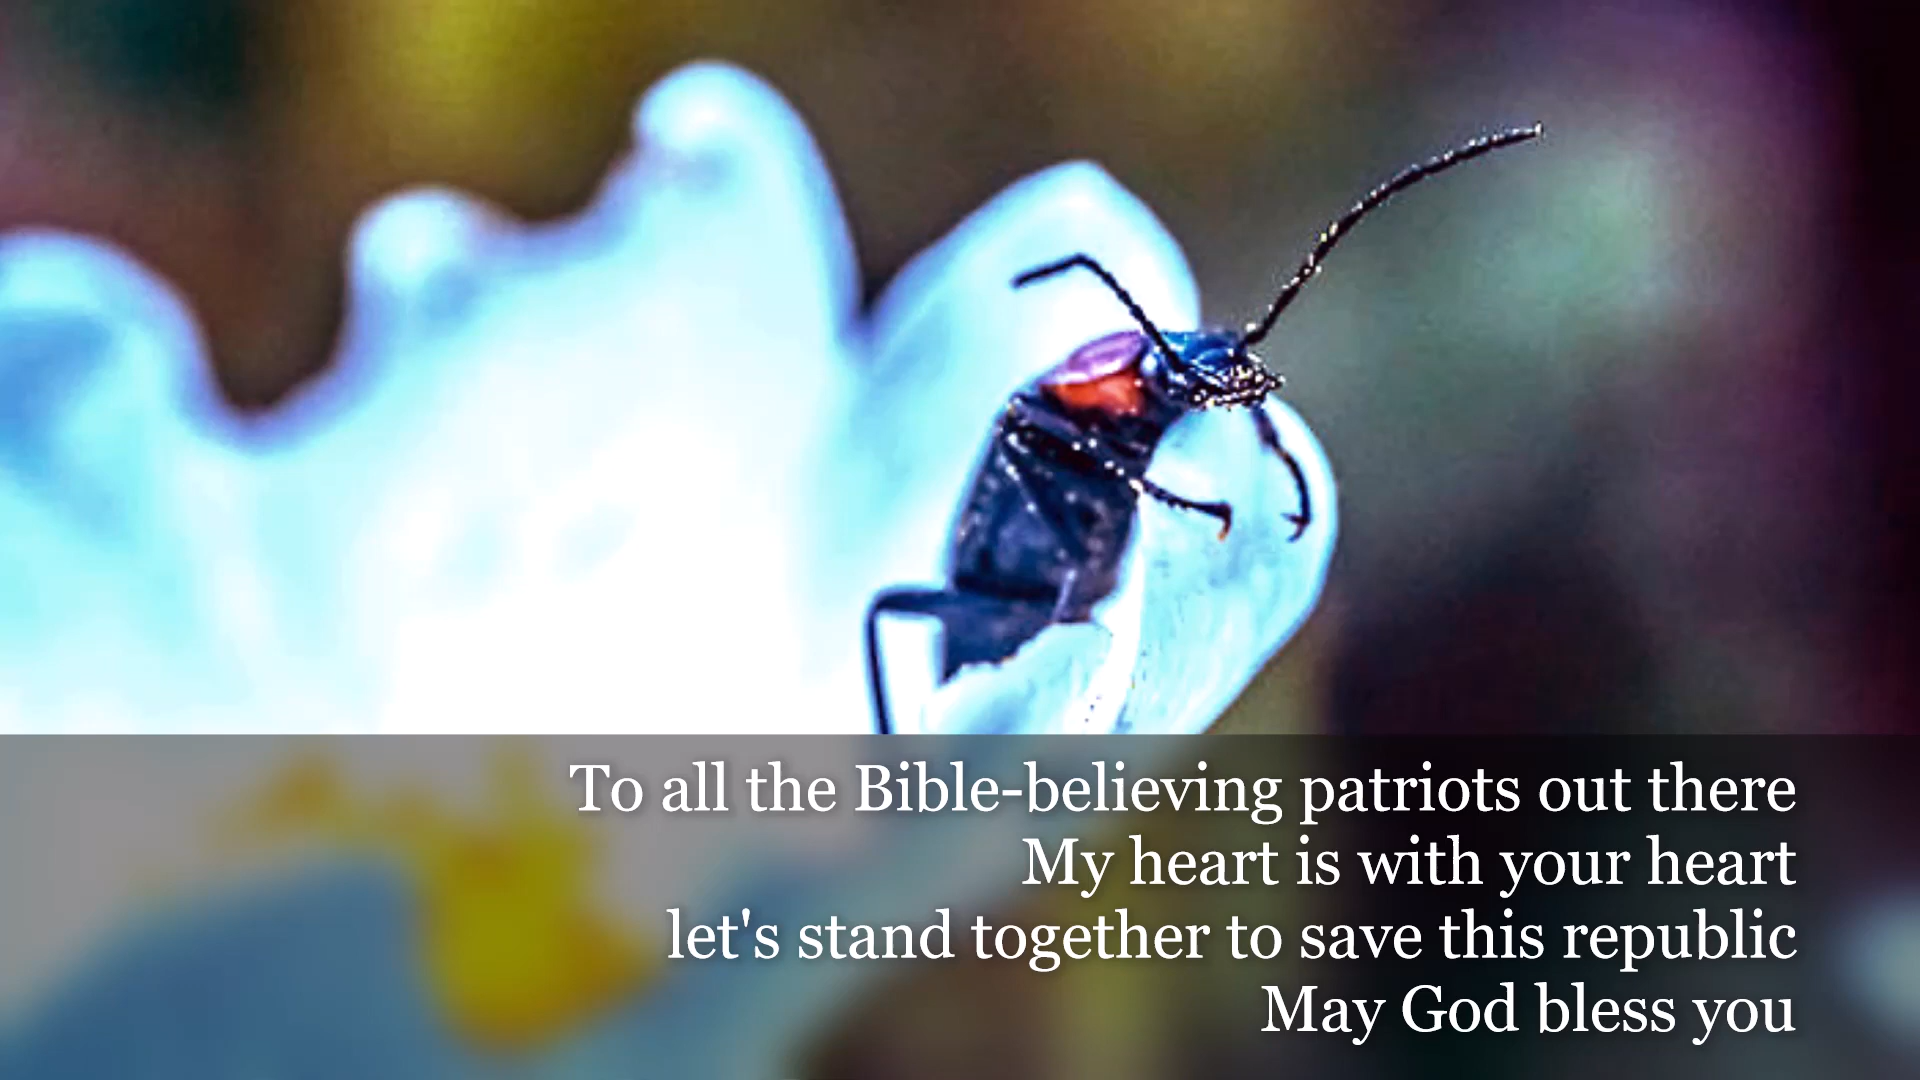 To all the Bible-believing patriots out there
My heart is with your heart
let's stand together to save this republic
May God bless you